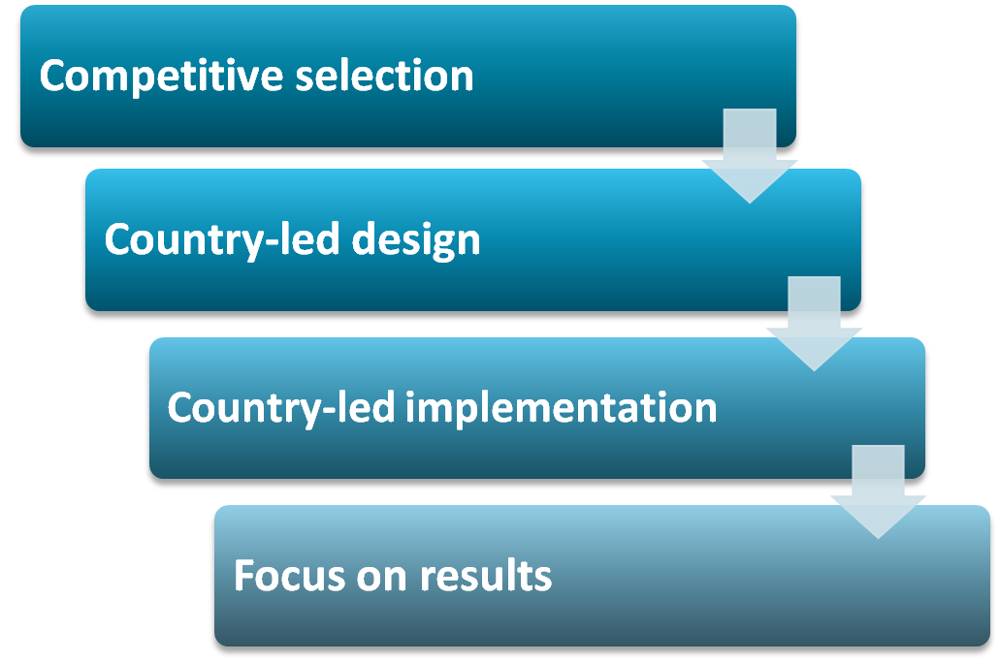 Competitive selection
Country-led design
Country-led implementation
Focus on results